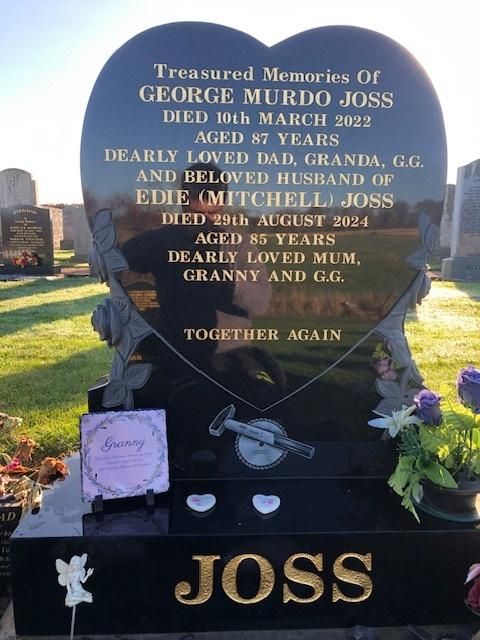 Treasured Memories Of
GEORGE MURDO JOSS
DIED 10th MARCH 2022
AGED 87 YEARS
DEARLY LOVED DAD, GRANDA, G.G.
AND BELOVED HUSBAND OF
EDIE (MITCHELL) JOSS
DIED 29th AUGUST 2024
AGED 85 YEARS
DEARLY LOVED MUM,
GRANNY AND G.G.
TOGETHER AGAIN
Granny
JOSS
STRACHAN